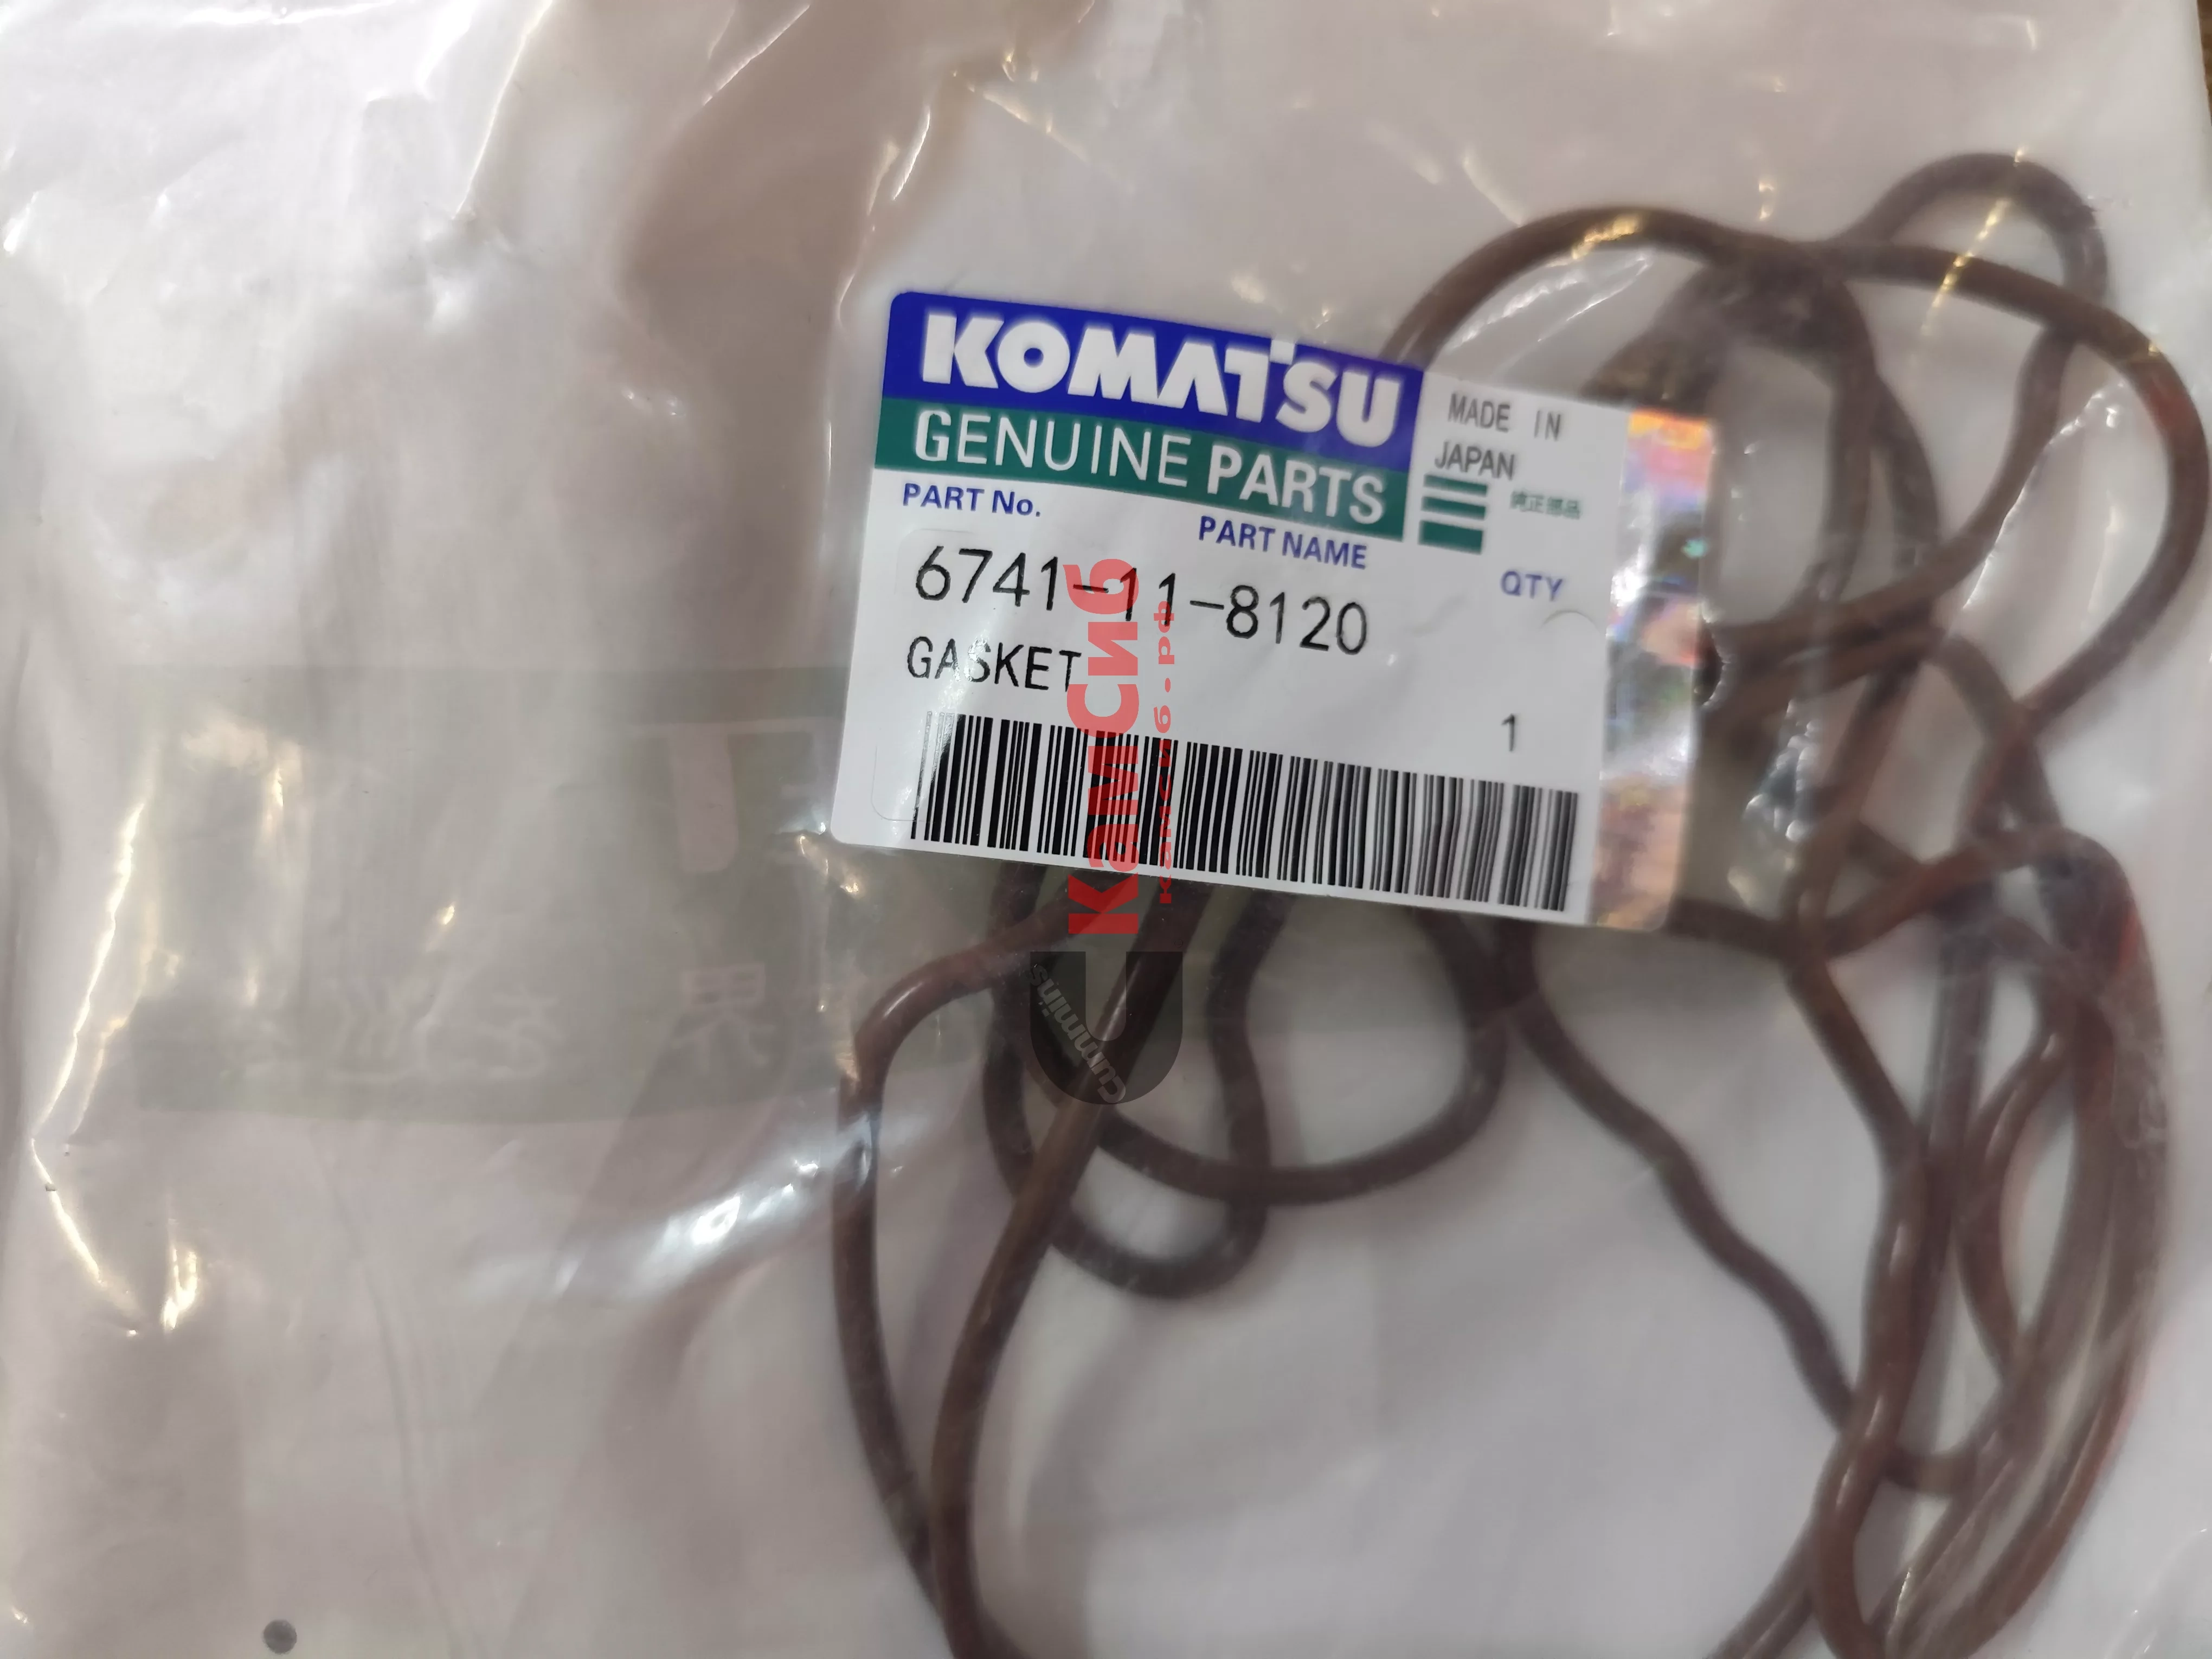 KOMATSU
GENUINE PARTS
MADE IN
JAPAN
純正部品
PART No.
PART NAME
QTY
6741-11-8120
GASKET
1
КамСиб
камсиб.рф
cummins